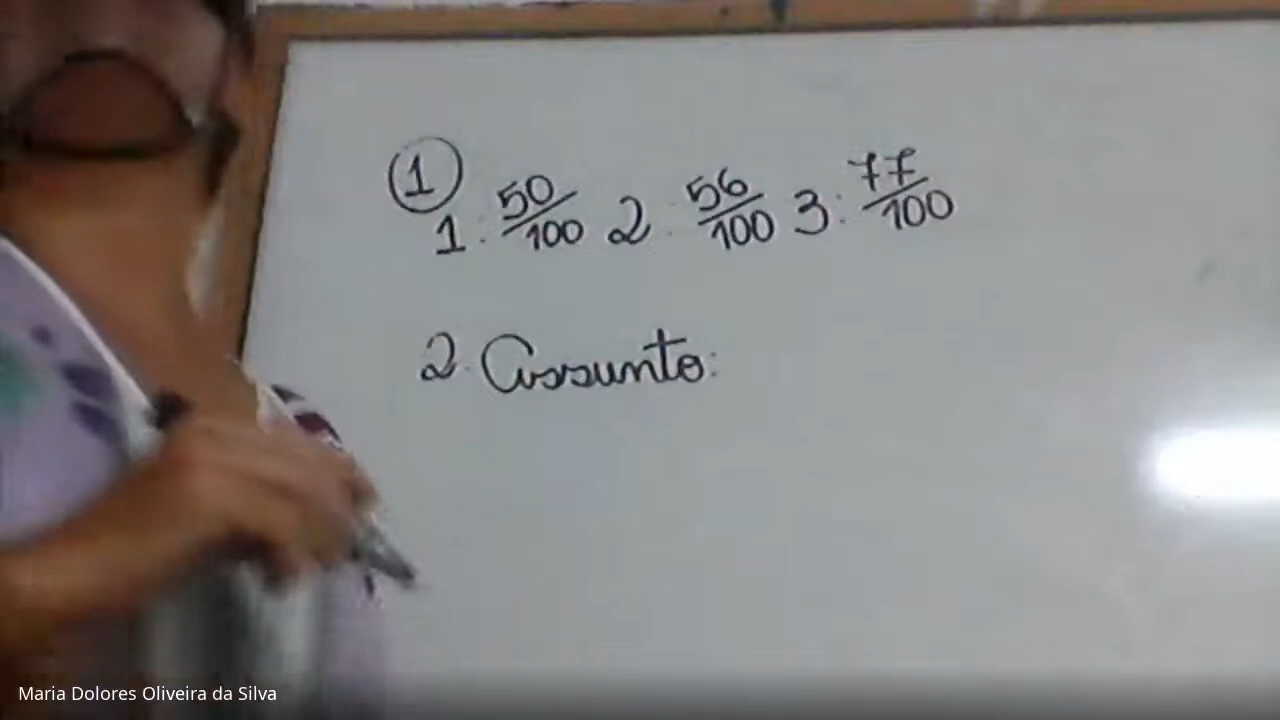 1
1: 50/100 2: 56/100 3: 77/100
2. Assunto:
Maria Dolores Oliveira da Silva